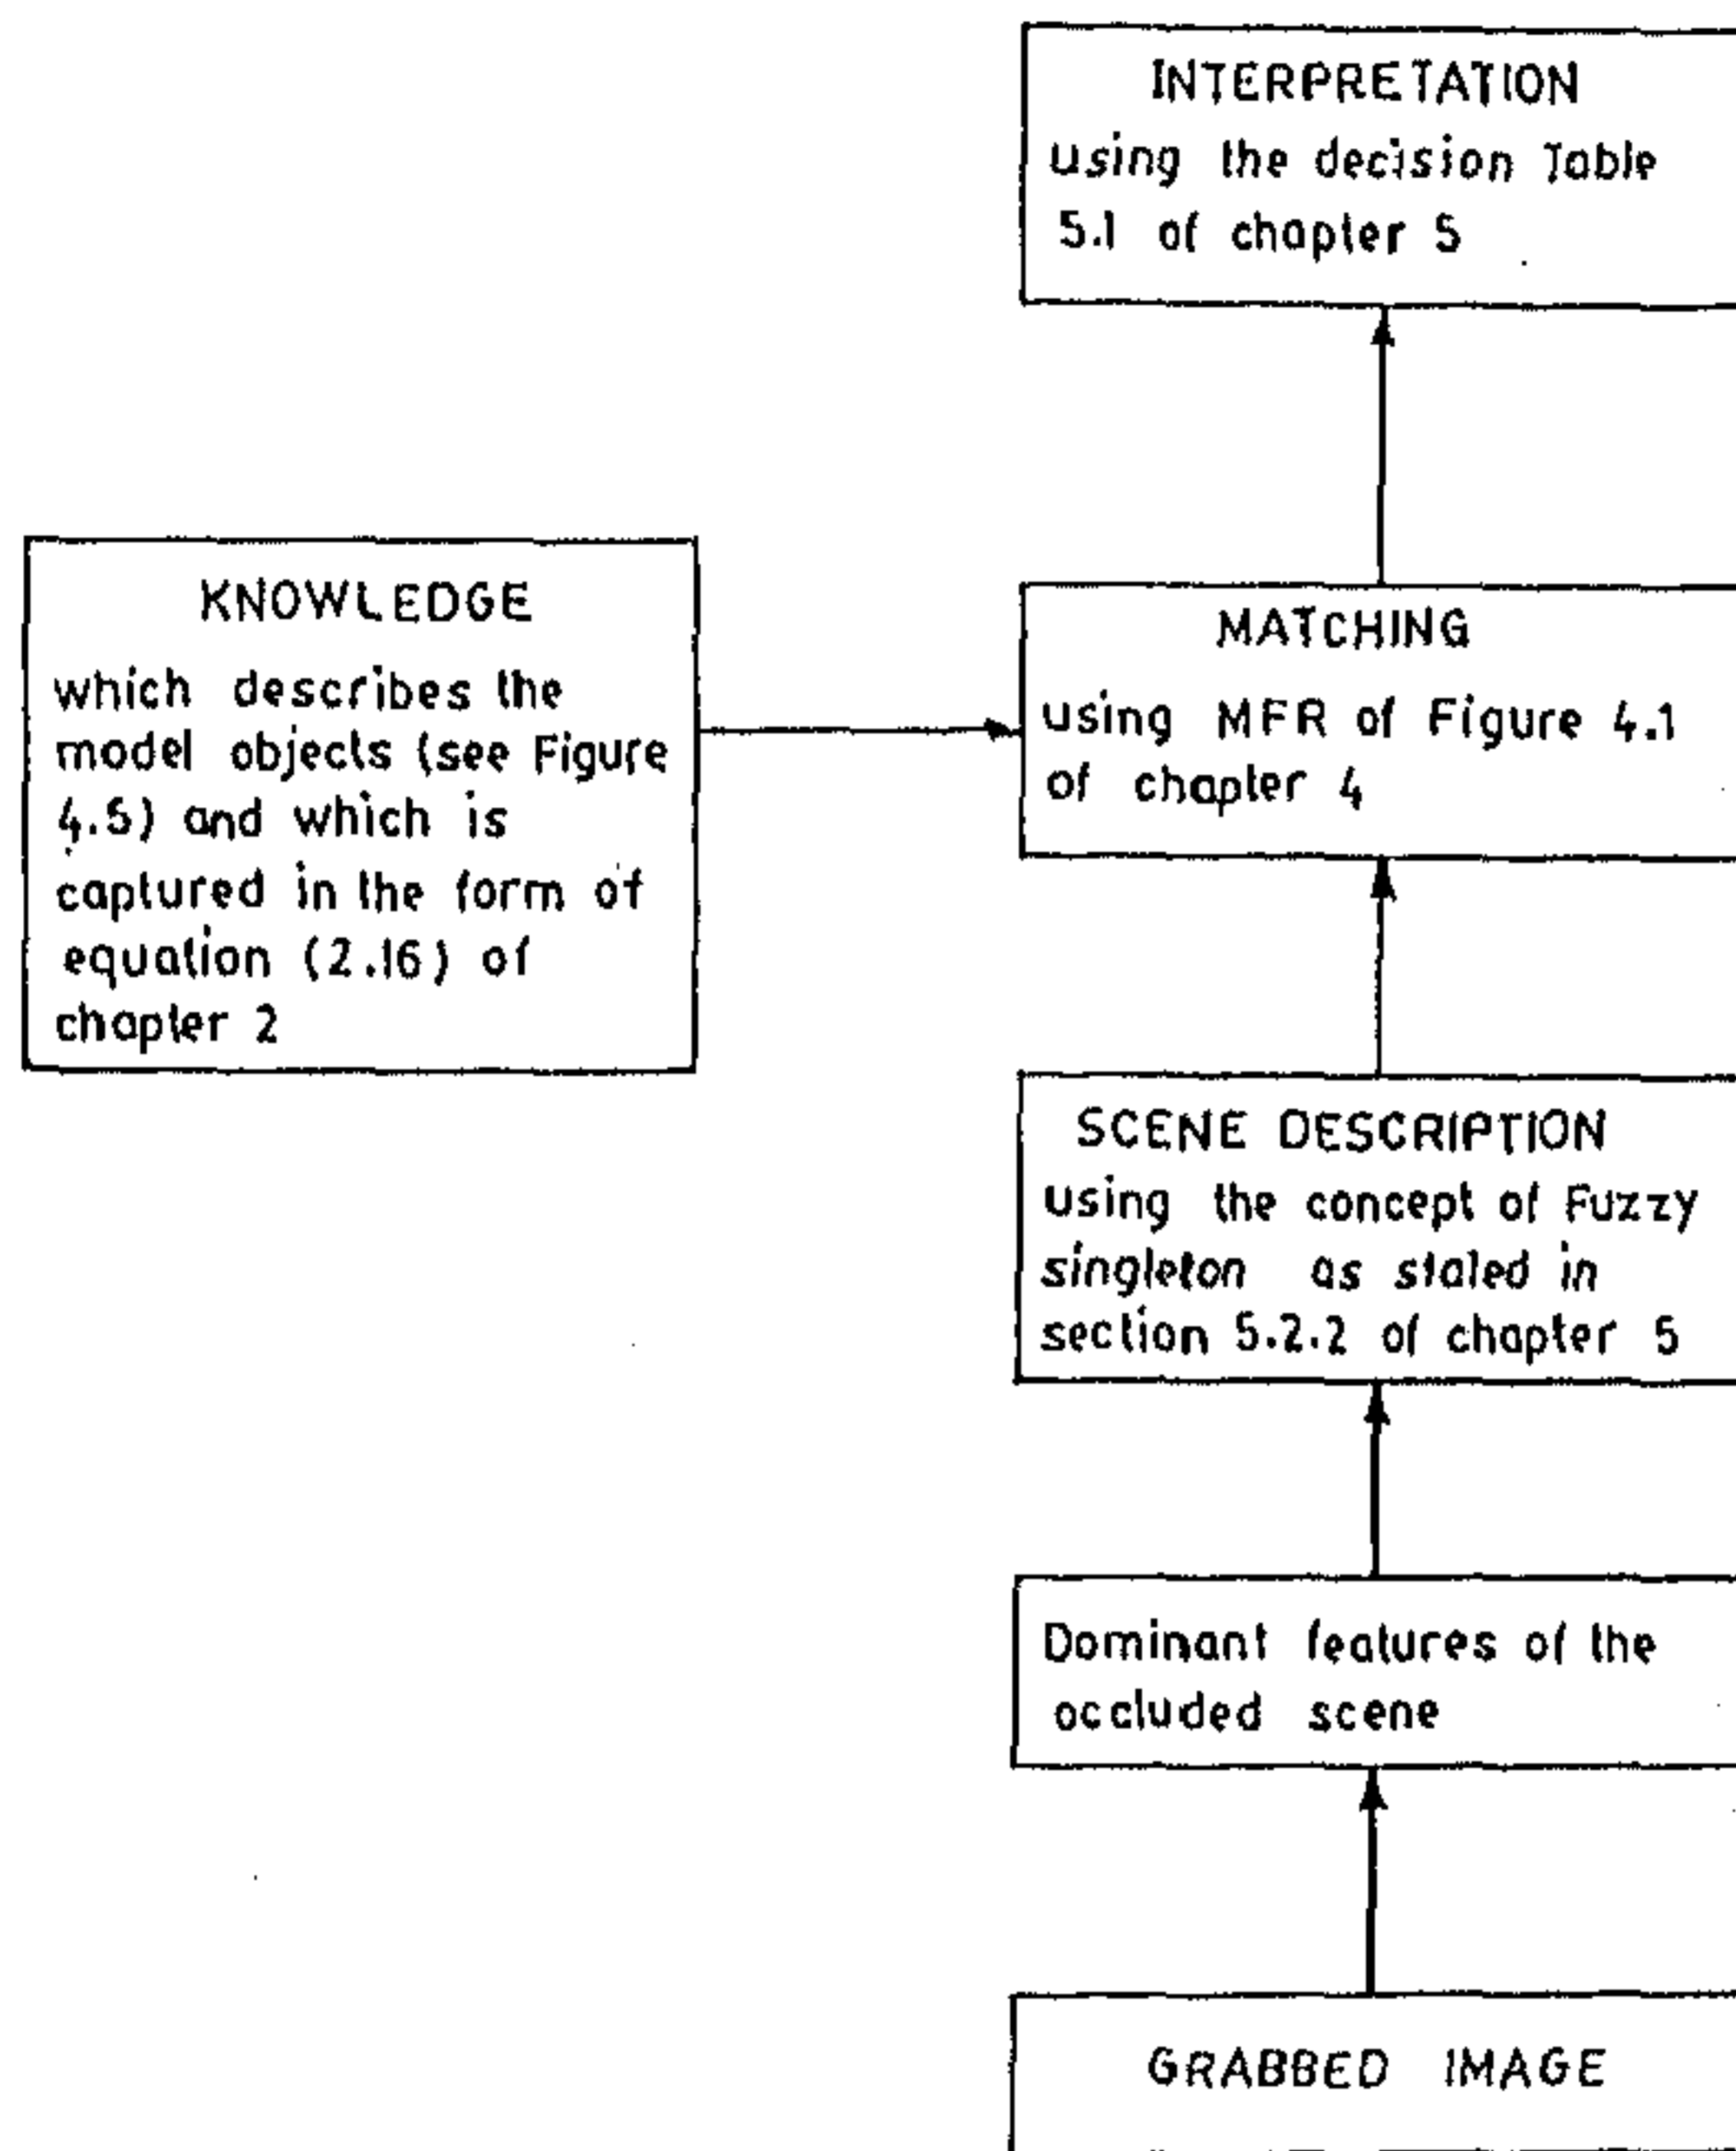 INTERPRETATION
using the decision Table
5.1 of chapter 5
KNOWLEDGE
which describes the
model objects (see Figure
4.5) and which is
captured in the form of
equation (2.16) of
chapter 2
MATCHING
using MFR of Figure 4.1
of chapter 4
SCENE DESCRIPTION
using the concept of Fuzzy
singleton as stated in
section 5.2.2 of chapter 5
Dominant features of the
occluded scene
GRABBED IMAGE